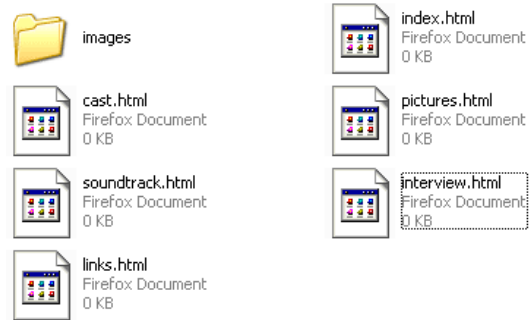 images
index.html
Firefox Document
0 KB
cast.html
Firefox Document
0 KB
pictures.html
Firefox Document
0 KB
soundtrack.html
Firefox Document
0 KB
interview.html
Firefox Document
0 KB
links.html
Firefox Document
0 KB